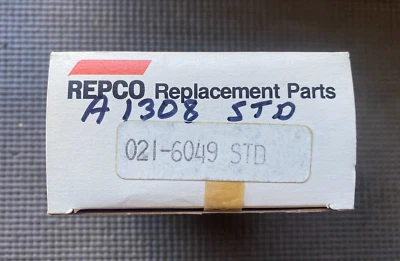 REPCO Replacement Parts
A1308 STD
021-6049 STD